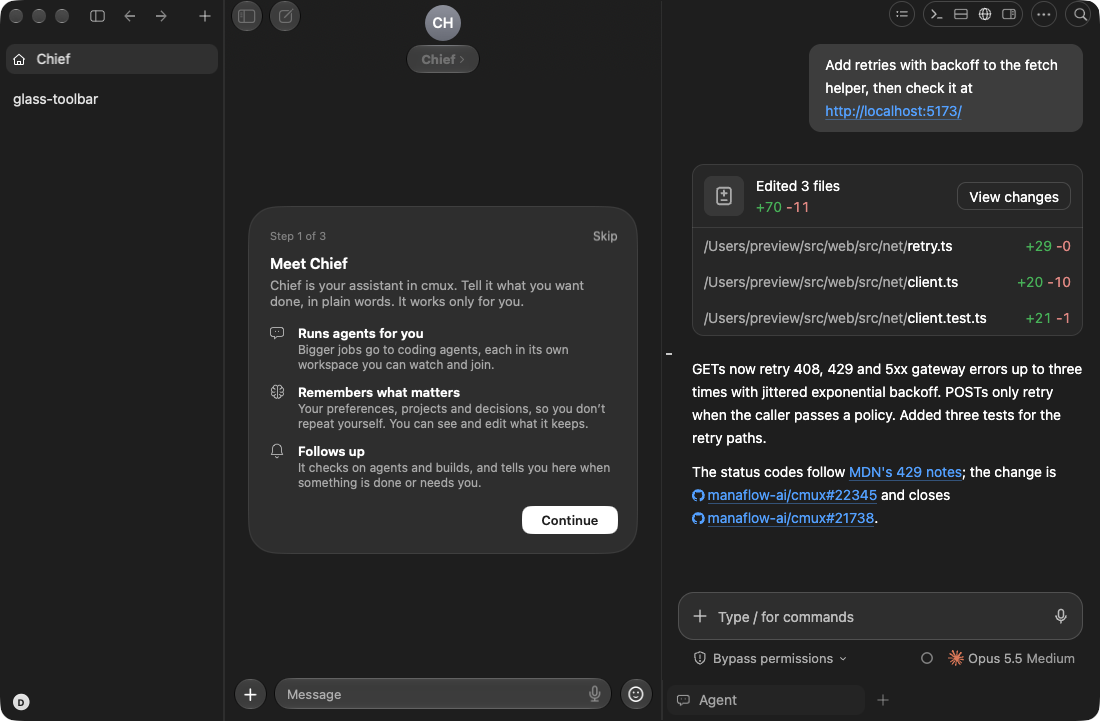 Chief
glass-toolbar
D
CH
Chief
Step 1 of 3
Skip
Meet Chief
Chief is your assistant in cmux. Tell it what you want
done, in plain words. It works only for you.
Runs agents for you
Bigger jobs go to coding agents, each in its own
workspace you can watch and join.
Remembers what matters
Your preferences, projects and decisions, so you don’t
repeat yourself. You can see and edit what it keeps.
Follows up
It checks on agents and builds, and tells you here when
something is done or needs you.
Continue
Message
Add retries with backoff to the fetch
helper, then check it at
http://localhost:5173/
Edited 3 files
+70 -11
View changes
/Users/preview/src/web/src/net/retry.ts +29 -0
/Users/preview/src/web/src/net/client.ts +20 -10
/Users/preview/src/web/src/net/client.test.ts +21 -1
GETs now retry 408, 429 and 5xx gateway errors up to three
times with jittered exponential backoff. POSTs only retry
when the caller passes a policy. Added three tests for the
retry paths.
The status codes follow MDN's 429 notes; the change is
manaflow-ai/cmux#22345 and closes
manaflow-ai/cmux#21738.
Type / for commands
Bypass permissions
Opus 5.5 Medium
Agent